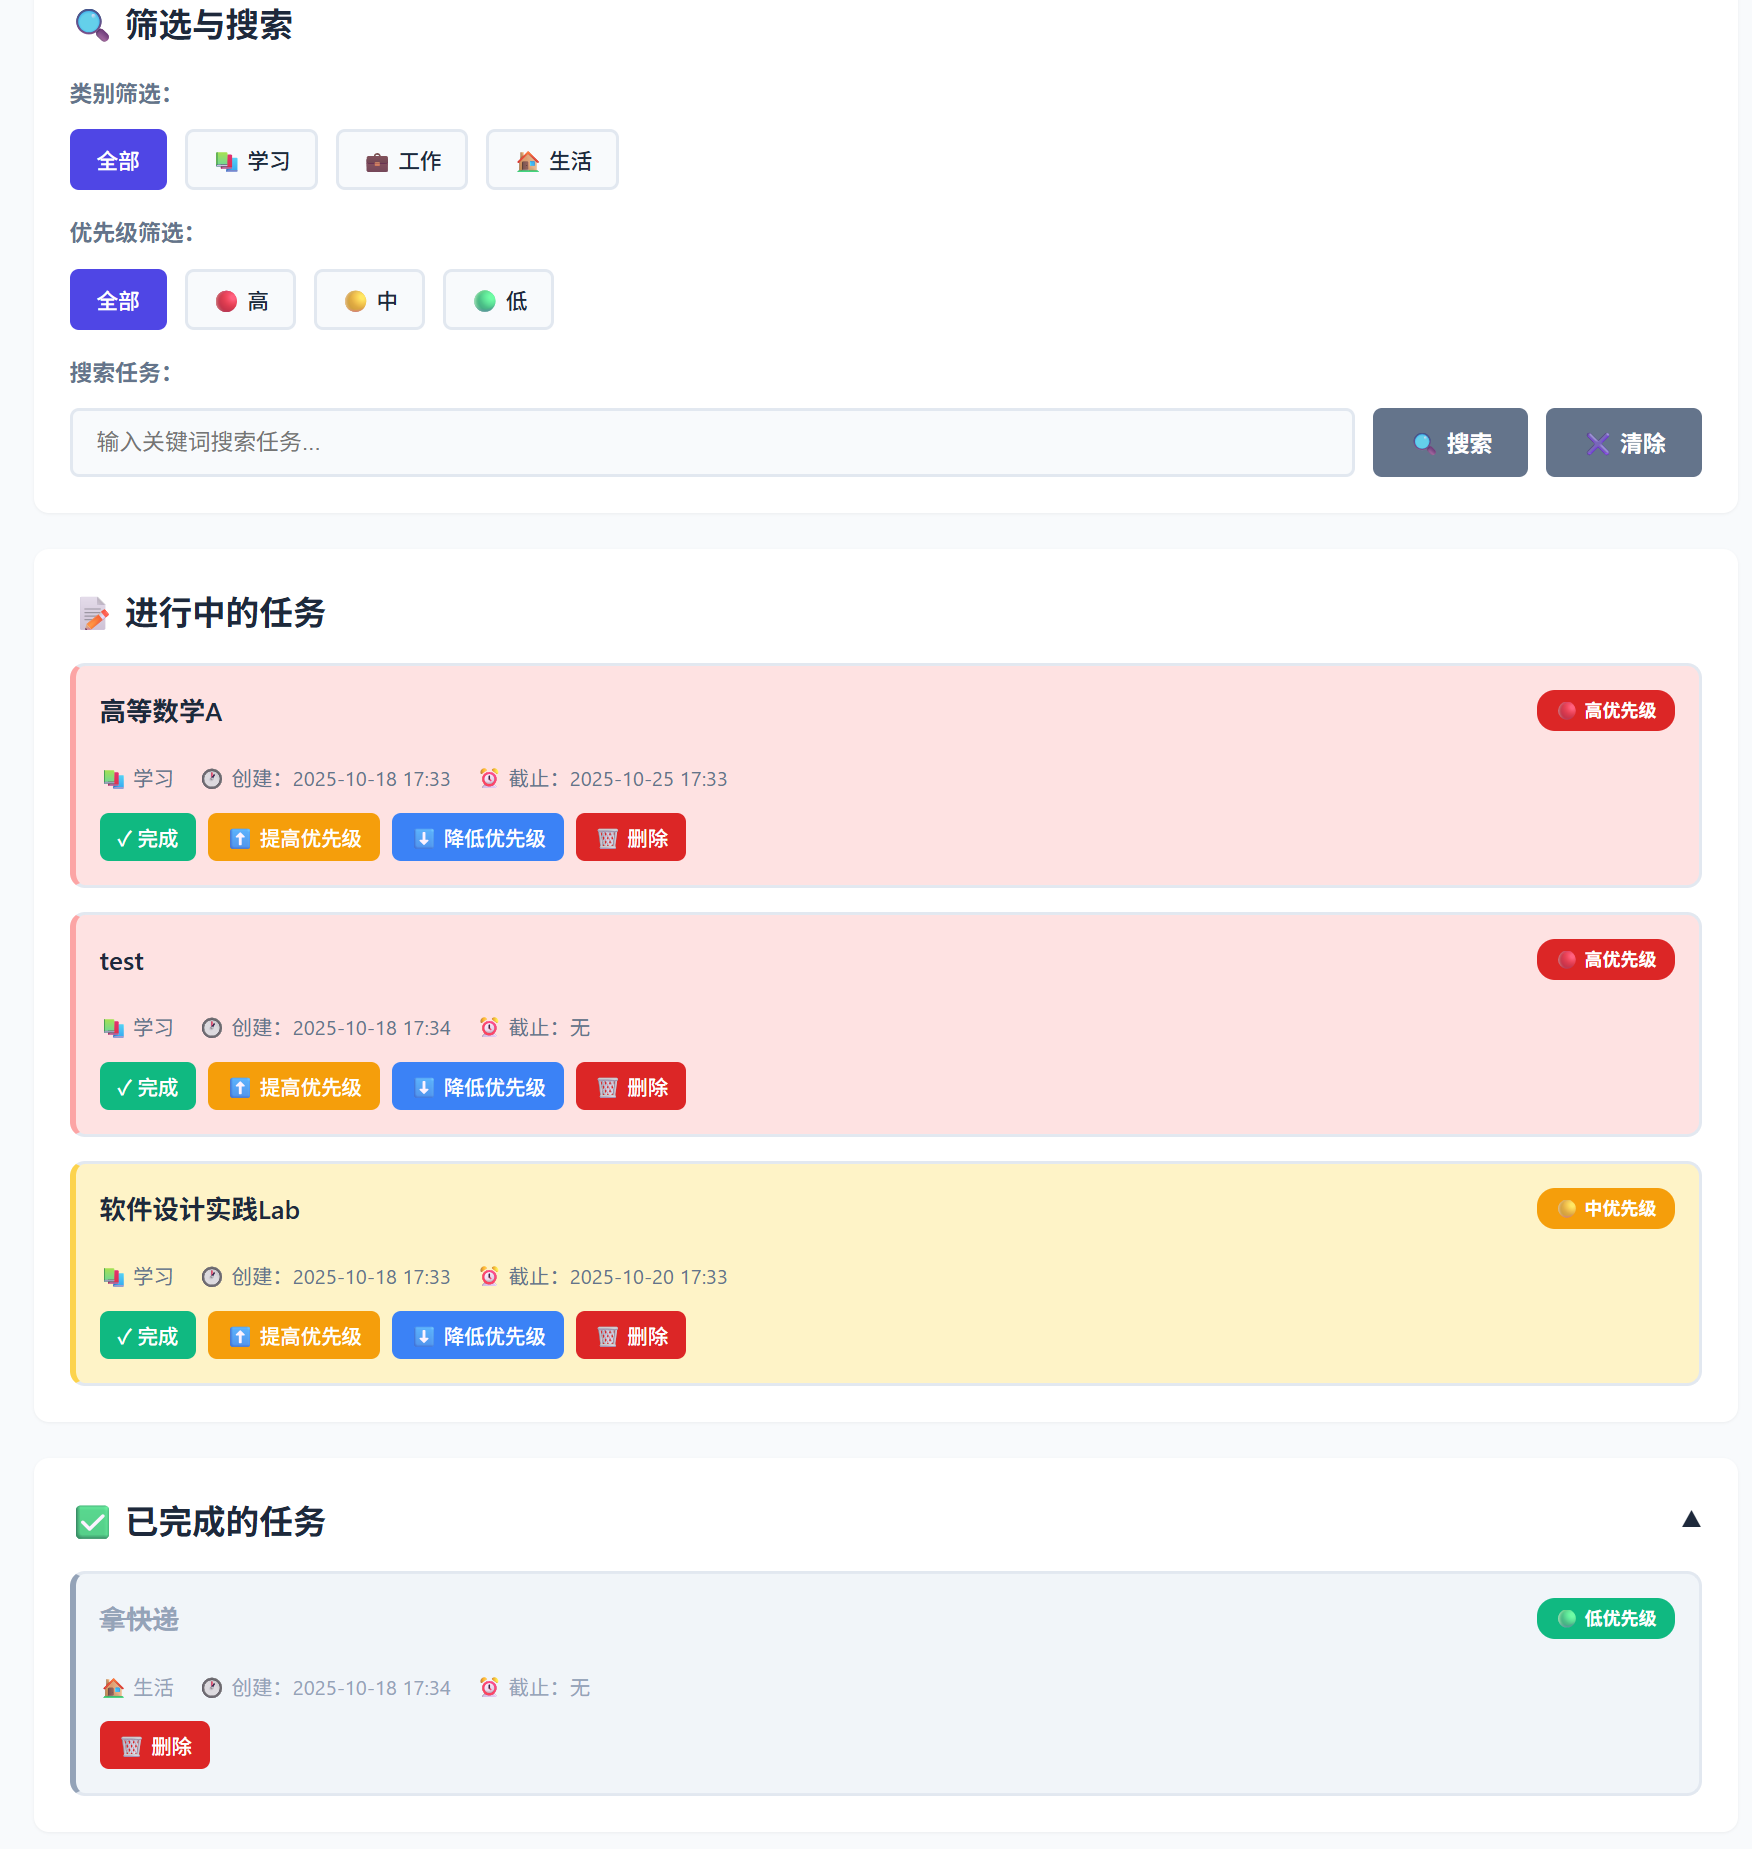 🔍 筛选与搜索
类别筛选：
全部 📚 学习 💼 工作 🏠 生活
优先级筛选：
全部 🔴 高 🟡 中 🟢 低
搜索任务：
输入关键词搜索任务... 🔍 搜索 ❌ 清除
📝 进行中的任务
高等数学A 🔴 高优先级
📚 学习 🕐 创建：2025-10-18 17:33 ⏰ 截止：2025-10-25 17:33
✓ 完成 ⬆️ 提高优先级 ⬇️ 降低优先级 🗑️ 删除
test 🔴 高优先级
📚 学习 🕐 创建：2025-10-18 17:34 ⏰ 截止：无
✓ 完成 ⬆️ 提高优先级 ⬇️ 降低优先级 🗑️ 删除
软件设计实践Lab 🟡 中优先级
📚 学习 🕐 创建：2025-10-18 17:33 ⏰ 截止：2025-10-20 17:33
✓ 完成 ⬆️ 提高优先级 ⬇️ 降低优先级 🗑️ 删除
✅ 已完成的任务 ▲
拿快递 🟢 低优先级
🏠 生活 🕐 创建：2025-10-18 17:34 ⏰ 截止：无
🗑️ 删除